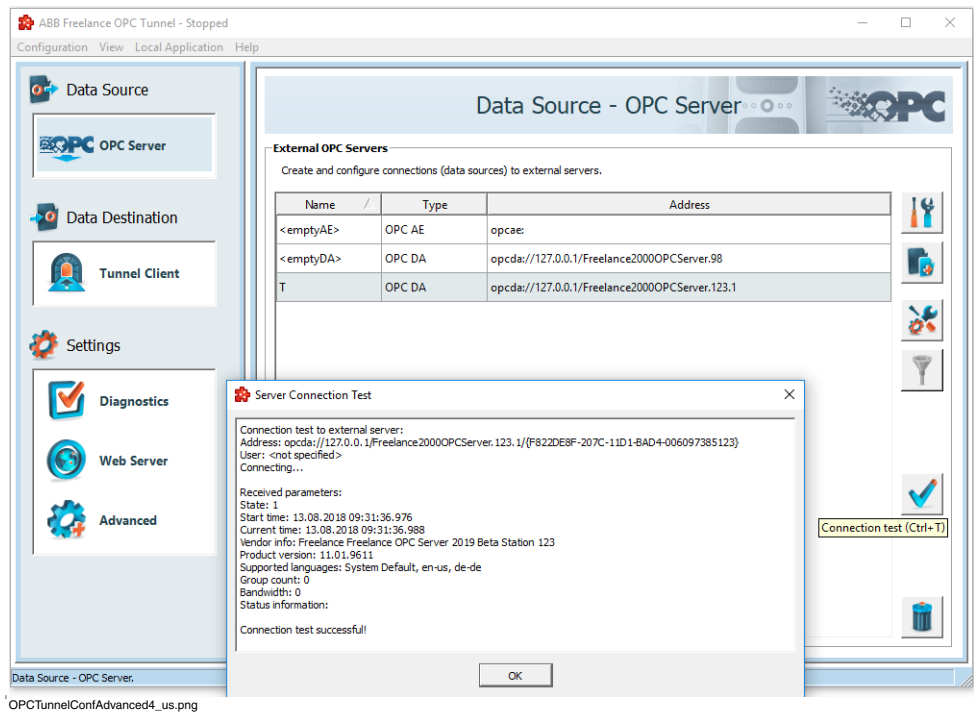 ABB Freelance OPC Tunnel - Stopped
Configuration View Local Application Help
Data Source
OPC OPC Server
Data Destination
Tunnel Client
Settings
Diagnostics
Web Server
Advanced
Data Source - OPC Server
OPC
External OPC Servers
Create and configure connections (data sources) to external servers.
Name Type Address
<emptyAE> OPC AE opcae:
<emptyDA> OPC DA opcda://127.0.0.1/Freelance2000OPCServer.98
T OPC DA opcda://127.0.0.1/Freelance2000OPCServer.123.1
Server Connection Test
Connection test to external server:
Address: opcda://127.0.0.1/Freelance2000OPCServer.123.1/{F822DE8F-207C-11D1-BAD4-006097385123}
User: <not specified>
Connecting...
Received parameters:
State: 1
Start time: 13.08.2018 09:31:36.976
Current time: 13.08.2018 09:31:36.988
Vendor info: Freelance Freelance OPC Server 2019 Beta Station 123
Product version: 11.01.9611
Supported languages: System Default, en-us, de-de
Group count: 0
Bandwidth: 0
Status information:
Connection test successful!
OK
Connection test (Ctrl+T)
Data Source - OPC Server.
OPCTunnelConfAdvanced4_us.png